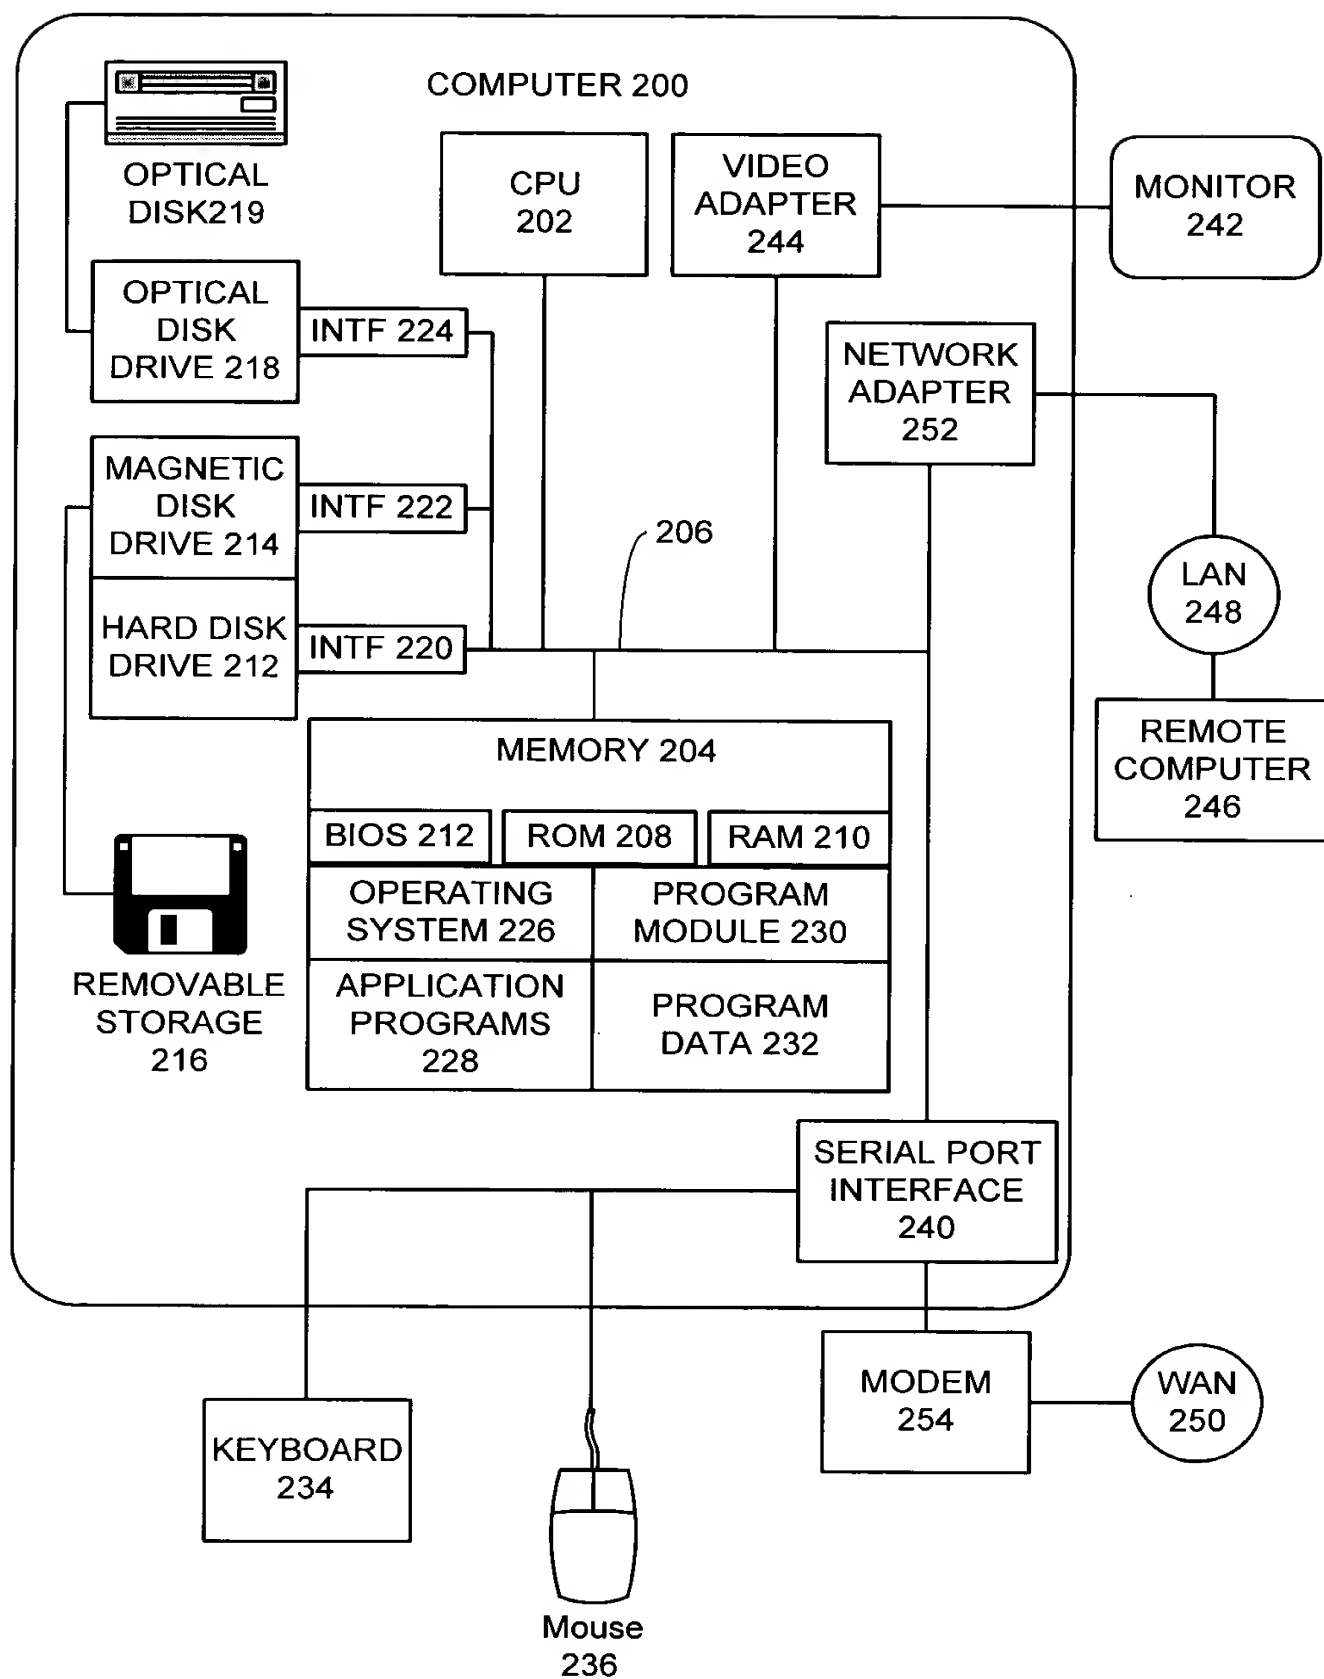 COMPUTER 200
OPTICAL
DISK219
CPU
202
VIDEO
ADAPTER
244
MONITOR
242
OPTICAL
DISK
DRIVE 218
INTF 224
NETWORK
ADAPTER
252
MAGNETIC
DISK
DRIVE 214
INTF 222
206
LAN
248
HARD DISK
DRIVE 212
INTF 220
REMOTE
COMPUTER
246
MEMORY 204
BIOS 212
ROM 208
RAM 210
OPERATING
SYSTEM 226
PROGRAM
MODULE 230
APPLICATION
PROGRAMS
228
PROGRAM
DATA 232
REMOVABLE
STORAGE
216
SERIAL PORT
INTERFACE
240
MODEM
254
WAN
250
KEYBOARD
234
Mouse
236